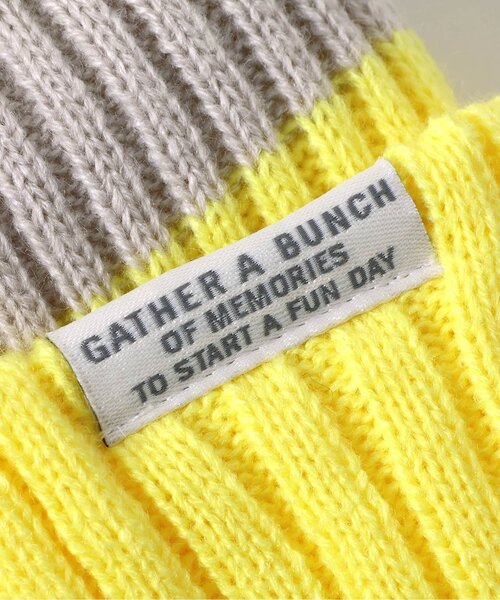 GATHER A BUNCH
OF MEMORIES
TO START A FUN DAY